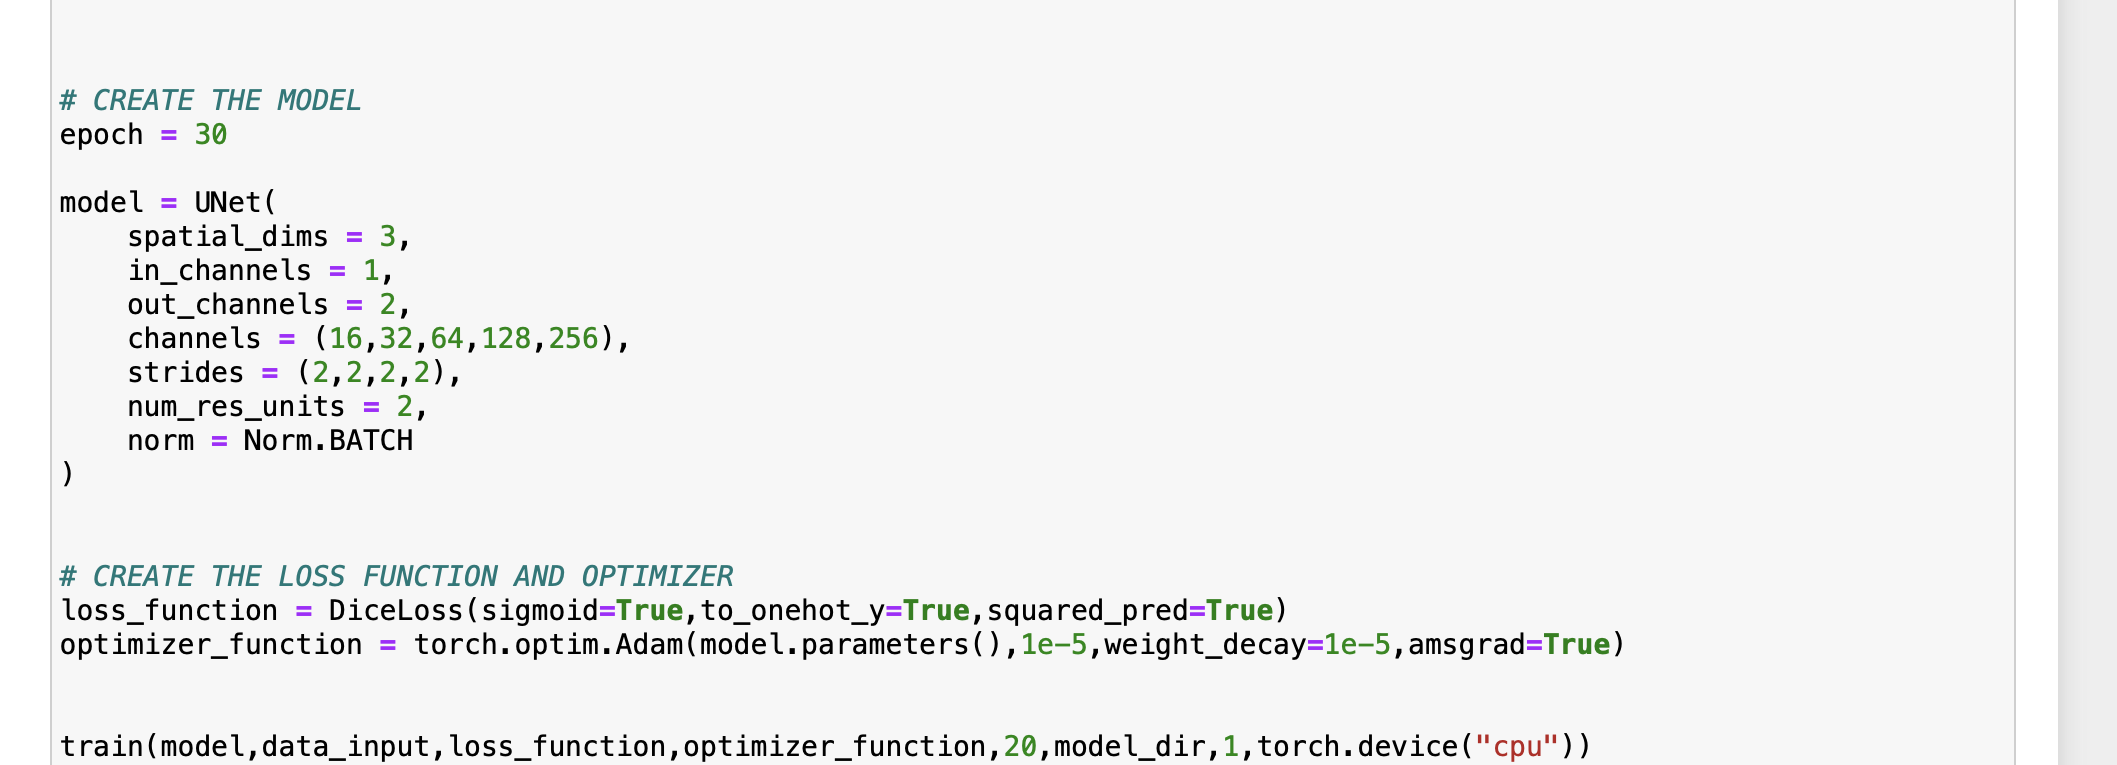 # CREATE THE MODEL
epoch = 30
model = UNet(
    spatial_dims = 3,
    in_channels = 1,
    out_channels = 2,
    channels = (16,32,64,128,256),
    strides = (2,2,2,2),
    num_res_units = 2,
    norm = Norm.BATCH
)
# CREATE THE LOSS FUNCTION AND OPTIMIZER
loss_function = DiceLoss(sigmoid=True,to_onehot_y=True,squared_pred=True)
optimizer_function = torch.optim.Adam(model.parameters(),1e-5,weight_decay=1e-5,amsgrad=True)
train(model,data_input,loss_function,optimizer_function,20,model_dir,1,torch.device("cpu"))